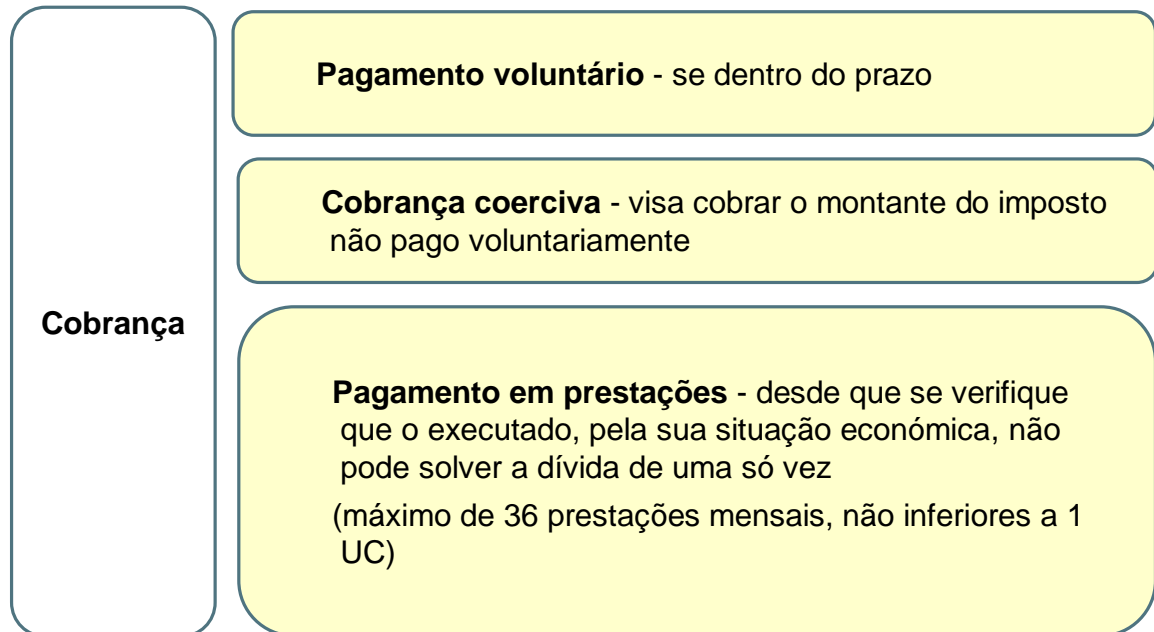 Cobrança
Pagamento voluntário - se dentro do prazo
Cobrança coerciva - visa cobrar o montante do imposto
não pago voluntariamente
Pagamento em prestações - desde que se verifique
que o executado, pela sua situação económica, não
pode solver a dívida de uma só vez
(máximo de 36 prestações mensais, não inferiores a 1
UC)